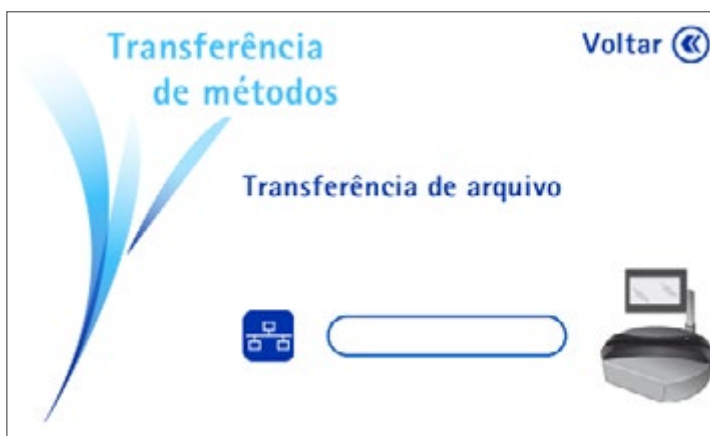 Transferência
de métodos
Voltar
Transferência de arquivo